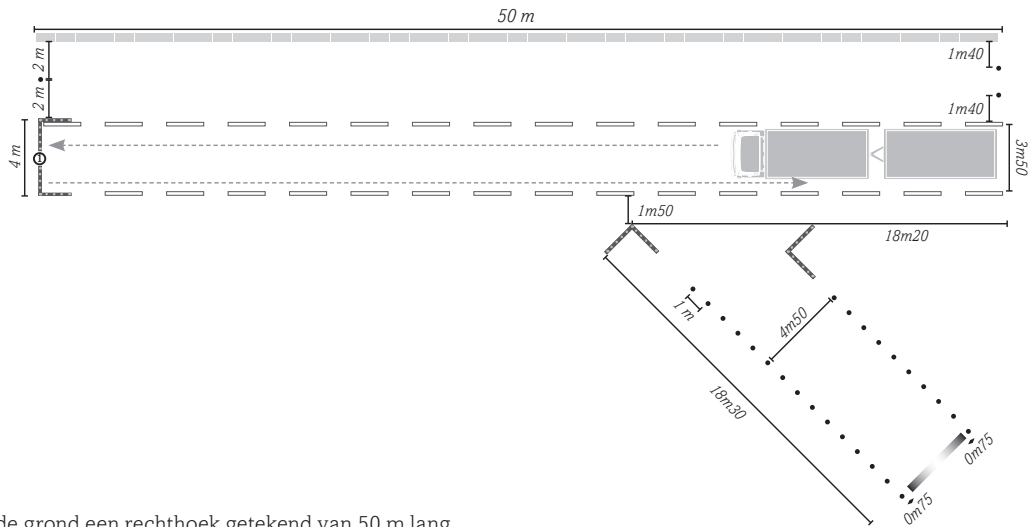 50 m
2 m
2 m
1m40
1m40
4 m
1
3m50
1m50
18m20
1 m
4m50
18m30
0m75
0m75
de grond een rechthoek getekend van 50 m lang